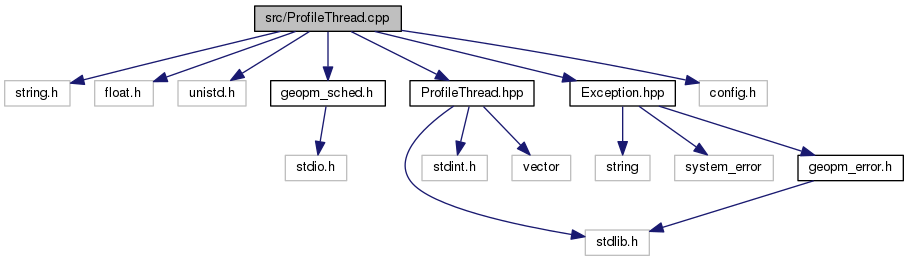 src/ProfileThread.cpp
string.h
float.h
unistd.h
geopm_sched.h
ProfileThread.hpp
Exception.hpp
config.h
stdio.h
stdint.h
vector
string
system_error
geopm_error.h
stdlib.h